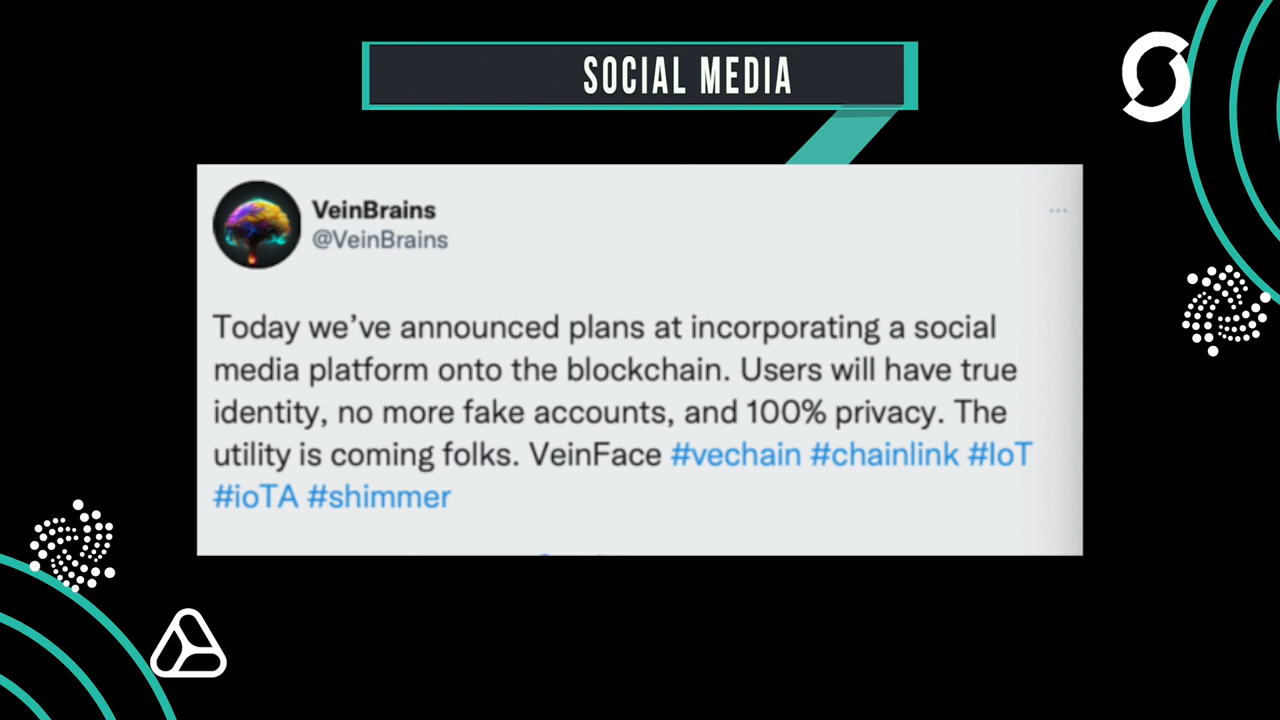 SOCIAL MEDIA
VeinBrains
@VeinBrains
Today we’ve announced plans at incorporating a social
media platform onto the blockchain. Users will have true
identity, no more fake accounts, and 100% privacy. The
utility is coming folks. VeinFace #vechain #chainlink #IoT
#ioTA #shimmer